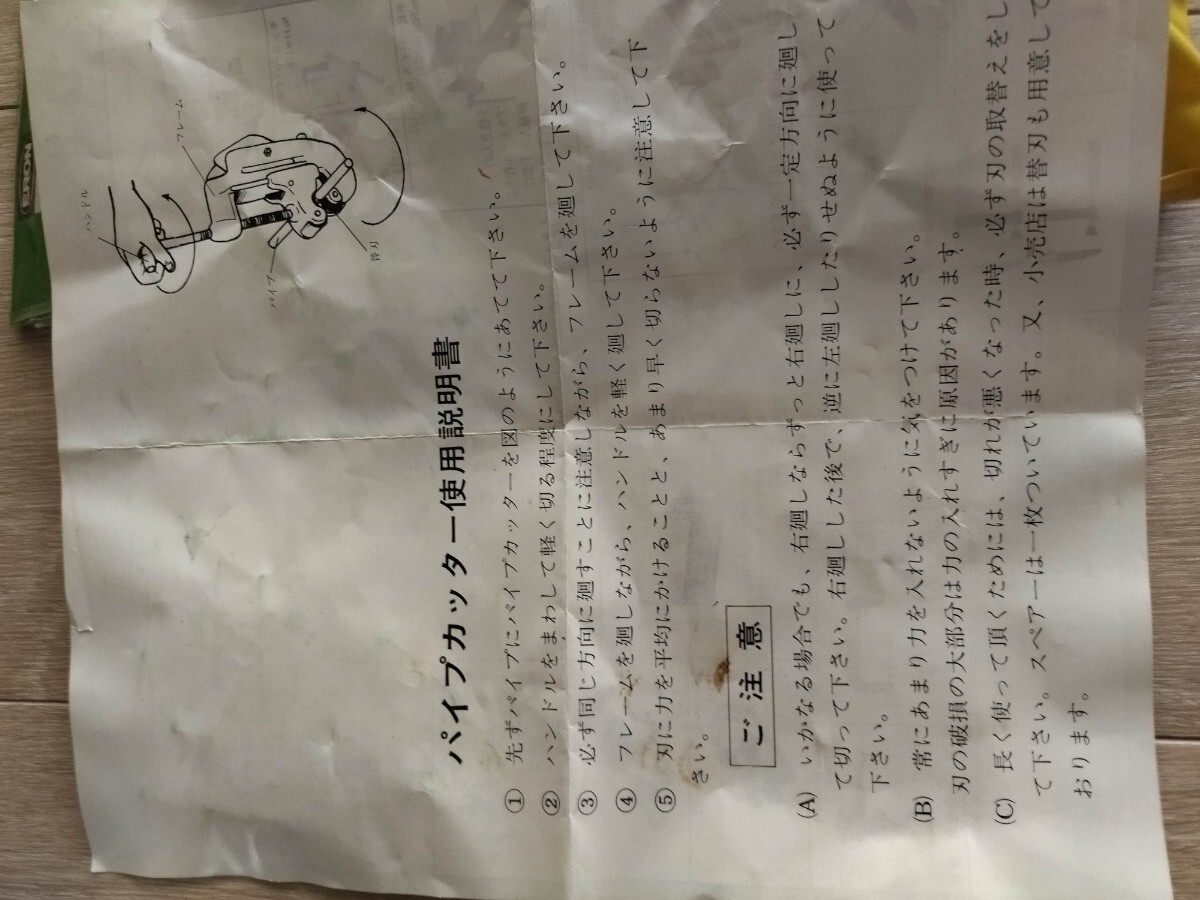 パイプカッター使用説明書
① 先ずパイプにパイプカッターを図のようにあてて下さい。
② ハンドルをまわして軽く切る程度にして下さい。
③ 必ず同じ方向に廻すことに注意しながら、フレームを廻して下さい。
④ フレームを廻しながら、ハンドルを軽く廻して下さい。
⑤ 刃に力を平均にかけることと、あまり早く切らないように注意して下
さい。
ご注意
(A) いかなる場合でも、右廻しならずっと右廻しに、必ず一定方向に廻し
て切って下さい。右廻しした後で、逆に左廻ししたりせぬように使って
下さい。
(B) 常にあまり力を入れないように気をつけて下さい。
刃の破損の大部分は力の入れすぎに原因があります。
(C) 長く使って頂くためには、切れが悪くなった時、必ず刃の取替えをし
て下さい。スペアーは一枚ついています。又、小売店は替刃も用意して
おります。
ハンドル
フレーム
パイプ
替刃